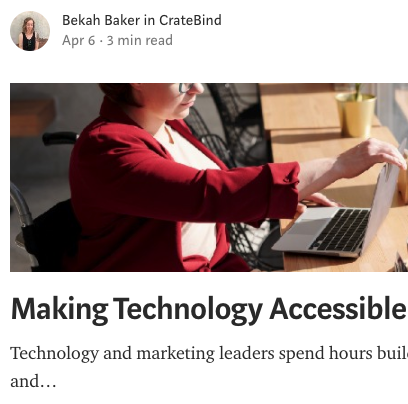 Bekah Baker in CrateBind
Apr 6 · 3 min read
Making Technology Accessible
Technology and marketing leaders spend hours
and…